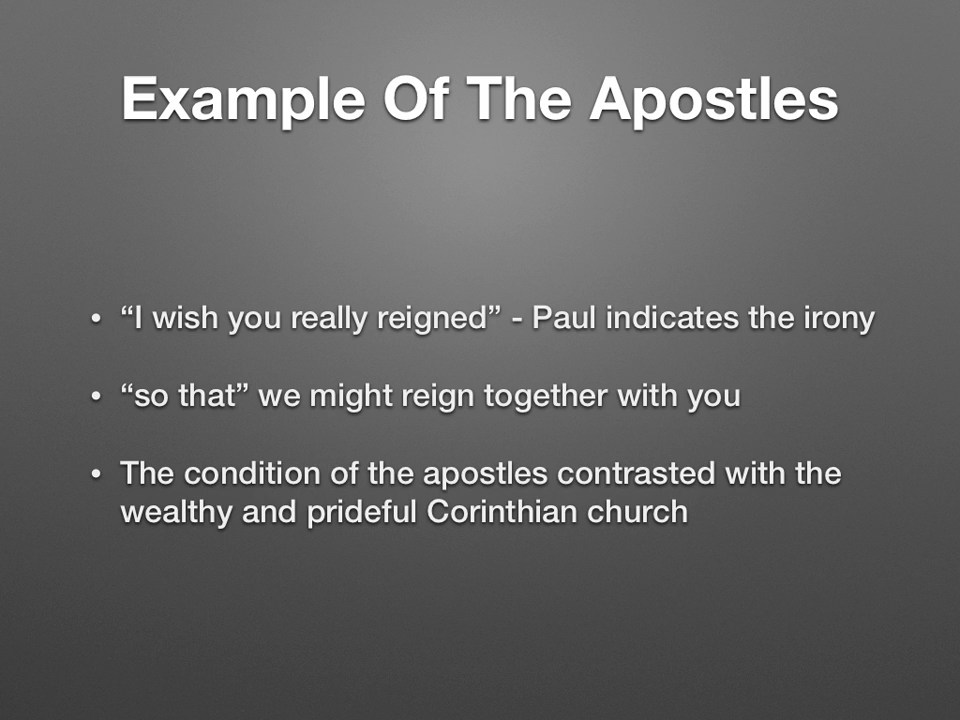 Example Of The Apostles
• “I wish you really reigned” - Paul indicates the irony
• “so that” we might reign together with you
• The condition of the apostles contrasted with the
wealthy and prideful Corinthian church